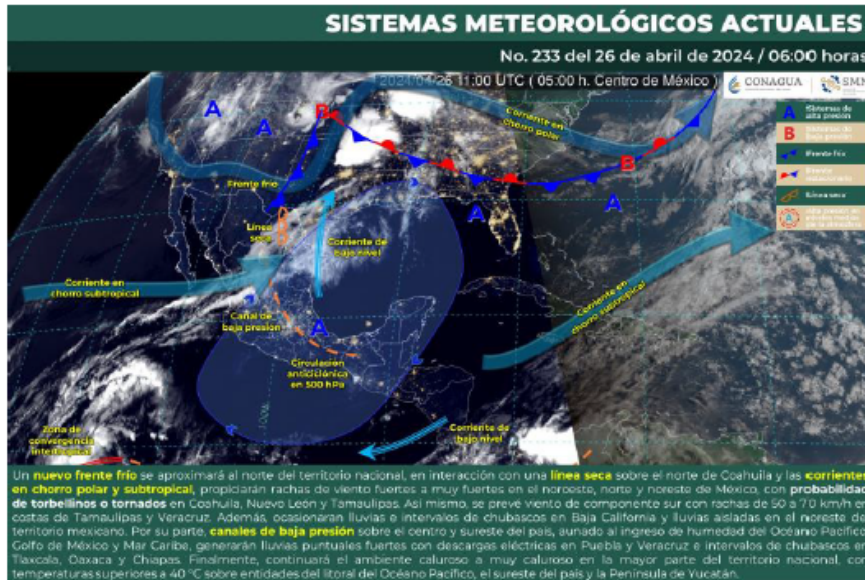 SISTEMAS METEOROLÓGICOS ACTUALES
No. 233 del 26 de abril de 2024 / 06:00 horas
2024/04/26 11:00 UTC ( 05:00 h. Centro de México )
CONAGUA
SMN
A
Sistemas de alta presión
B
Sistemas de baja presión
Frente frío
Frente estacionario
Línea seca
A
B
A
A
Corriente en
chorro polar
B
Frente frío
A
A
Línea
seca
Corriente de
bajo nivel
Corriente en
chorro subtropical
Corriente en
chorro subtropical
Canal de
baja presión
A
Circulación
anticiclónica
en 500 hPa
Zona de
convergencia
intertropical
Corriente de
bajo nivel
Un nuevo frente frío se aproximará al norte del territorio nacional, en interacción con una línea seca sobre el norte de Coahuila y las corrientes
en chorro polar y subtropical, propiciarán rachas de viento fuertes a muy fuertes en el noroeste, norte y noreste de México, con probabilidad
de torbellinos o tornados en Coahuila, Nuevo León y Tamaulipas. Así mismo, se prevé viento de componente sur con rachas de 50 a 70 km/h en
costas de Tamaulipas y Veracruz. Además, ocasionarán lluvias e intervalos de chubascos en Baja California y lluvias aisladas en el noreste del
territorio mexicano. Por su parte, canales de baja presión sobre el centro y sureste del país, aunado al ingreso de humedad del Océano Pacífico,
Golfo de México y Mar Caribe, generarán lluvias puntuales fuertes con descargas eléctricas en Puebla y Veracruz e intervalos de chubascos en
Tlaxcala, Oaxaca y Chiapas. Finalmente, continuará el ambiente caluroso a muy caluroso en la mayor parte del territorio nacional, con
temperaturas superiores a 40 °C sobre entidades del litoral del Océano Pacífico, el sureste del país y la Península de Yucatán.